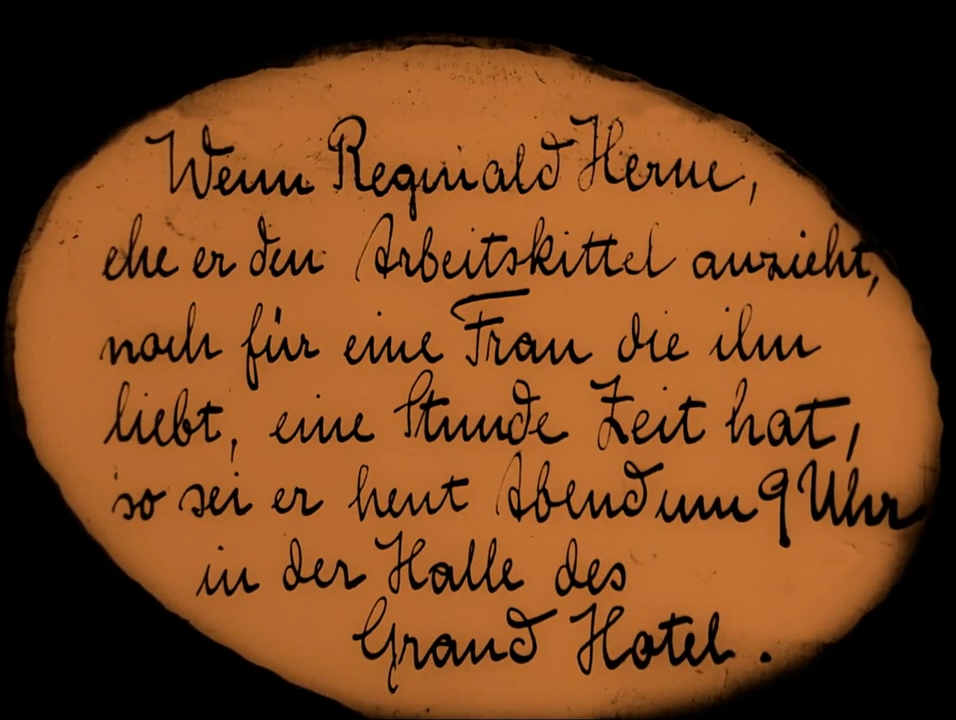 Wenn Reginald Herne,
ehe er den Arbeitskittel anzieht,
noch für eine Frau die ihn
liebt, eine Stunde Zeit hat,
so sei er heut Abend um 9 Uhr
in der Halle des
Grand Hotel.